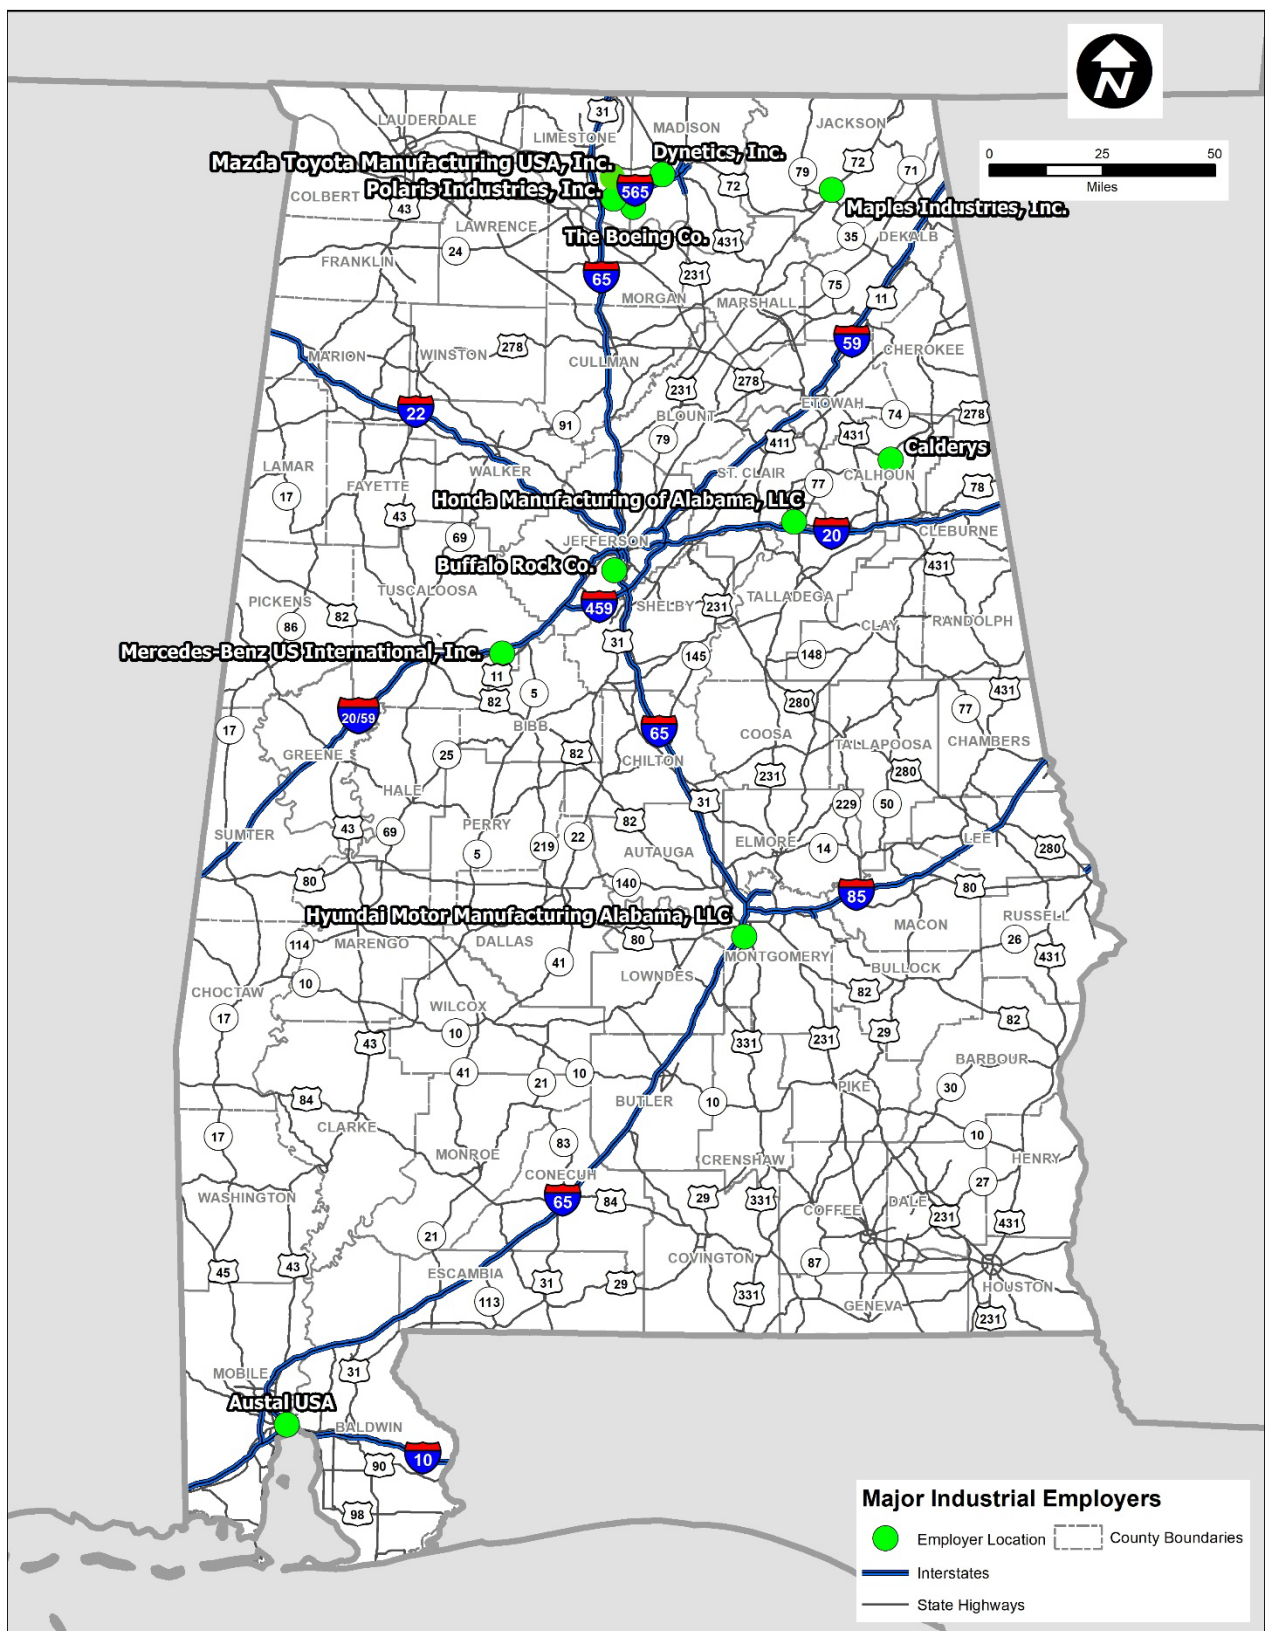 N
0 25 50
Miles
31
LAUDERDALE
LIMESTONE
MADISON
JACKSON
Mazda Toyota Manufacturing USA, Inc.
Dynetics, Inc.
79
72
71
Polaris Industries, Inc.
565
72
COLBERT
43
Maples Industries, Inc.
LAWRENCE
24
The Boeing Co.
431
35
DEKALB
FRANKLIN
65
231
75
11
MORGAN
MARSHALL
59
MARION
WINSTON
278
CULLMAN
CHEROKEE
231
278
22
BLOUNT
ETOWAH
74
278
91
79
411
431
Calderys
LAMAR
17
FAYETTE
WALKER
ST. CLAIR
77
CALHOUN
78
Honda Manufacturing of Alabama, LLC
43
69
JEFFERSON
20
CLEBURNE
Buffalo Rock Co.
431
PICKENS
TUSCALOOSA
459
SHELBY
231
TALLADEGA
86
82
CLAY
RANDOLPH
31
Mercedes-Benz US International, Inc.
145
148
11
82
5
431
280
77
20/59
17
BIBB
65
COOSA
TALLAPOOSA
CHAMBERS
GREENE
25
82
CHILTON
231
280
HALE
31
229
50
SUMTER
43
69
PERRY
5
219
22
82
AUTAUGA
ELMORE
14
LEE
280
80
140
85
80
Hyundai Motor Manufacturing Alabama, LLC
114
MARENGO
DALLAS
80
MACON
RUSSELL
26
431
10
41
LOWNDES
MONTGOMERY
BULLOCK
CHOCTAW
17
WILCOX
10
82
82
43
331
231
29
41
21
10
BARBOUR
84
BUTLER
10
PIKE
30
17
CLARKE
83
10
MONROE
CONECUH
CRENSHAW
HENRY
WASHINGTON
65
84
29
331
27
COFFEE
DALE
231
431
21
45
43
ESCAMBIA
31
29
COVINGTON
87
HOUSTON
113
331
GENEVA
231
MOBILE
31
Austal USA
BALDWIN
10
90
98
Major Industrial Employers
Employer Location
County Boundaries
Interstates
State Highways